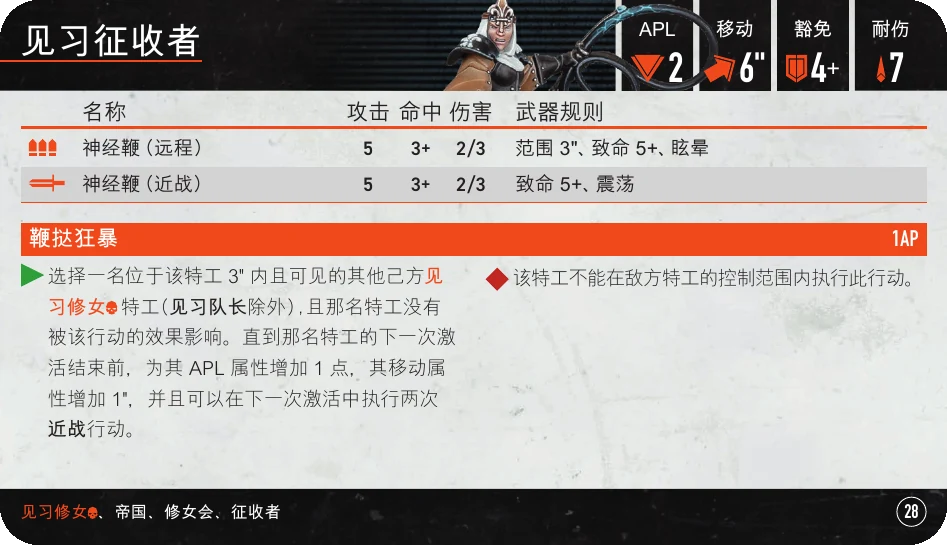 见习征收者
APL 移动 豁免 耐伤
2 6" 4+ 7
名称 攻击 命中 伤害 武器规则
神经鞭（远程） 5 3+ 2/3 范围 3"、致命 5+、眩晕
神经鞭（近战） 5 3+ 2/3 致命 5+、震荡
鞭挞狂暴 1AP
选择一名位于该特工 3" 内且可见的其他己方见
习修女特工（见习队长除外），且那名特工没有
被该行动的效果影响。直到那名特工的下一次激
活结束前，为其 APL 属性增加 1 点，其移动属
性增加 1"，并且可以在下一次激活中执行两次
近战行动。
该特工不能在敌方特工的控制范围内执行此行动。
见习修女、帝国、修女会、征收者
28